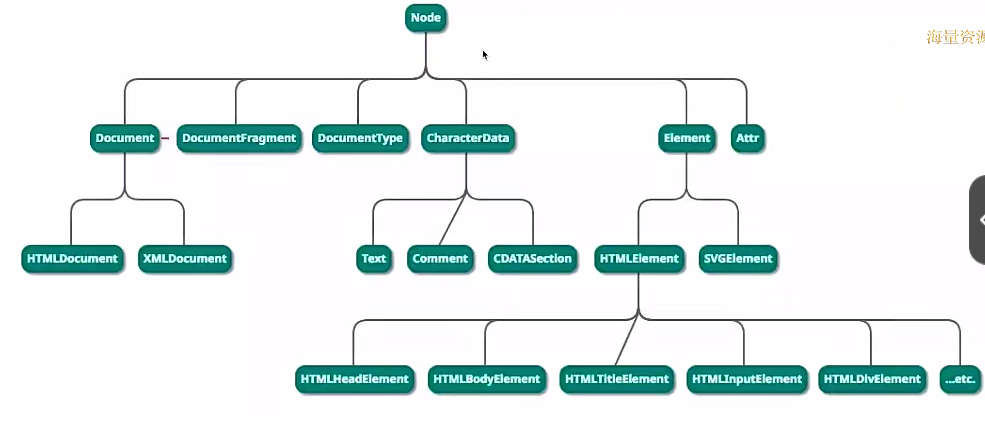 Node
海量资源
Document
DocumentFragment
DocumentType
CharacterData
Element
Attr
HTMLDocument
XMLDocument
Text
Comment
CDATASection
HTMLElement
SVGElement
HTMLHeadElement
HTMLBodyElement
HTMLTitleElement
HTMLInputElement
HTMLDivElement
...etc.